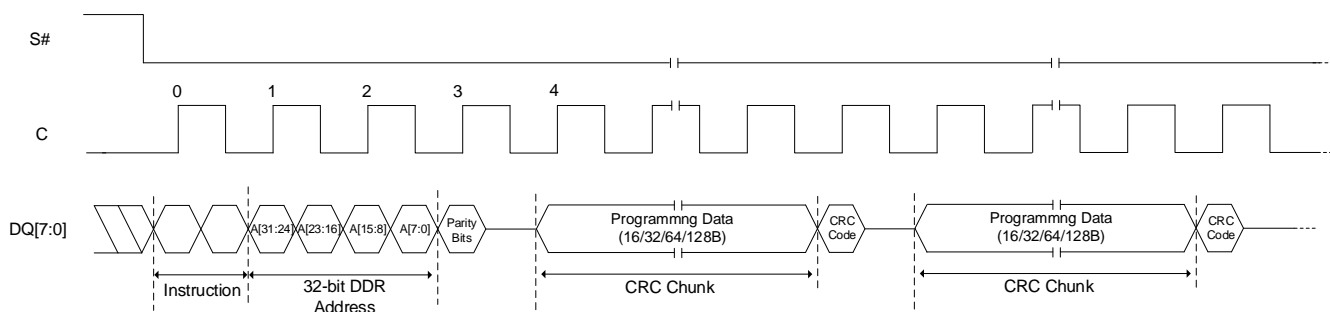 S#
0 1 2 3 4
C
DQ[7:0]
A[31:24] A[23:16] A[15:8] A[7:0]
Parity
Bits
Programmng Data
(16/32/64/128B)
CRC
Code
Programmng Data
(16/32/64/128B)
CRC
Code
Instruction
32-bit DDR
Address
CRC Chunk
CRC Chunk